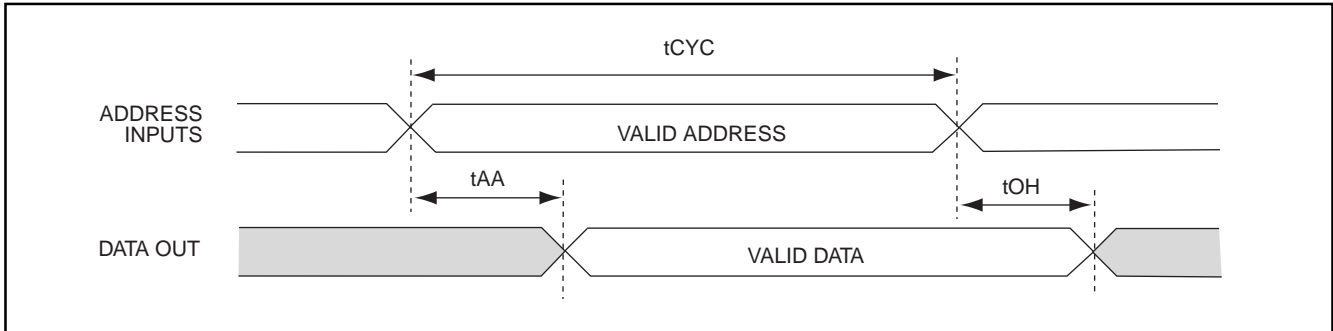 tCYC
ADDRESS
INPUTS
VALID ADDRESS
tAA
tOH
DATA OUT
VALID DATA